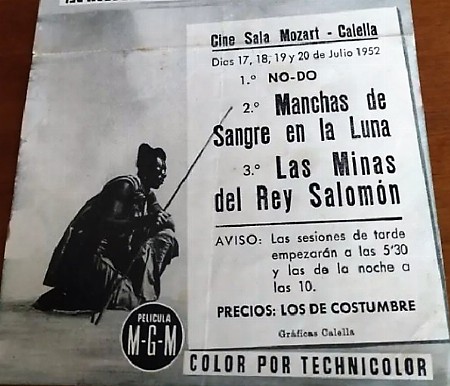 Cine Sala Mozart - Calella
Dias 17, 18, 19 y 20 de Julio 1952
1.º NO-DO
2.º Manchas de
Sangre en la Luna
3.º Las Minas
del Rey Salomón
AVISO: Las sesiones de tarde
empezarán a las 5'30
y las de la noche a
las 10.
PRECIOS: LOS DE COSTUMBRE
Gráficas Calella
PELICULA
M-G-M
COLOR POR TECHNICOLOR